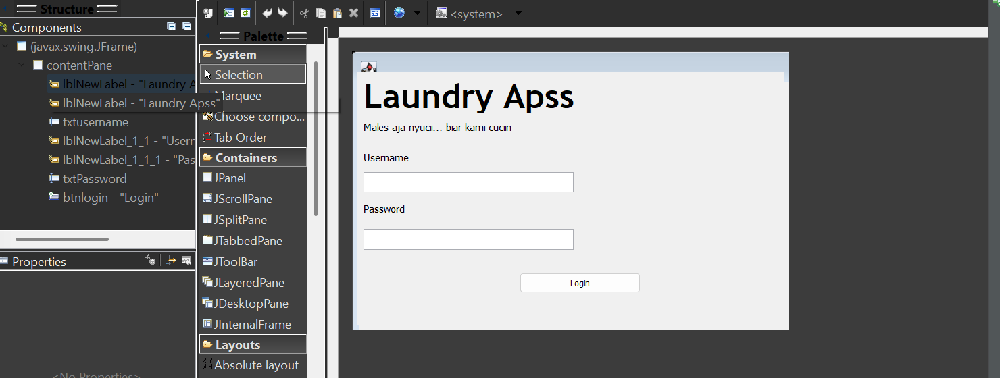 Structure
Components
(javax.swing.JFrame)
contentPane
lblNewLabel - "Laundry A
lblNewLabel - "Laundry Apss"
txtusername
lblNewLabel_1_1 - "Usern
lblNewLabel_1_1_1 - "Pas
txtPassword
btnlogin - "Login"
Properties
<No Properties>
<system>
Palette
System
Selection
Marquee
Choose compo...
Tab Order
Containers
JPanel
JScrollPane
JSplitPane
JTabbedPane
JToolBar
JLayeredPane
JDesktopPane
JInternalFrame
Layouts
Absolute layout
Laundry Apss
Males aja nyucii... biar kami cuciin
Username
Password
Login